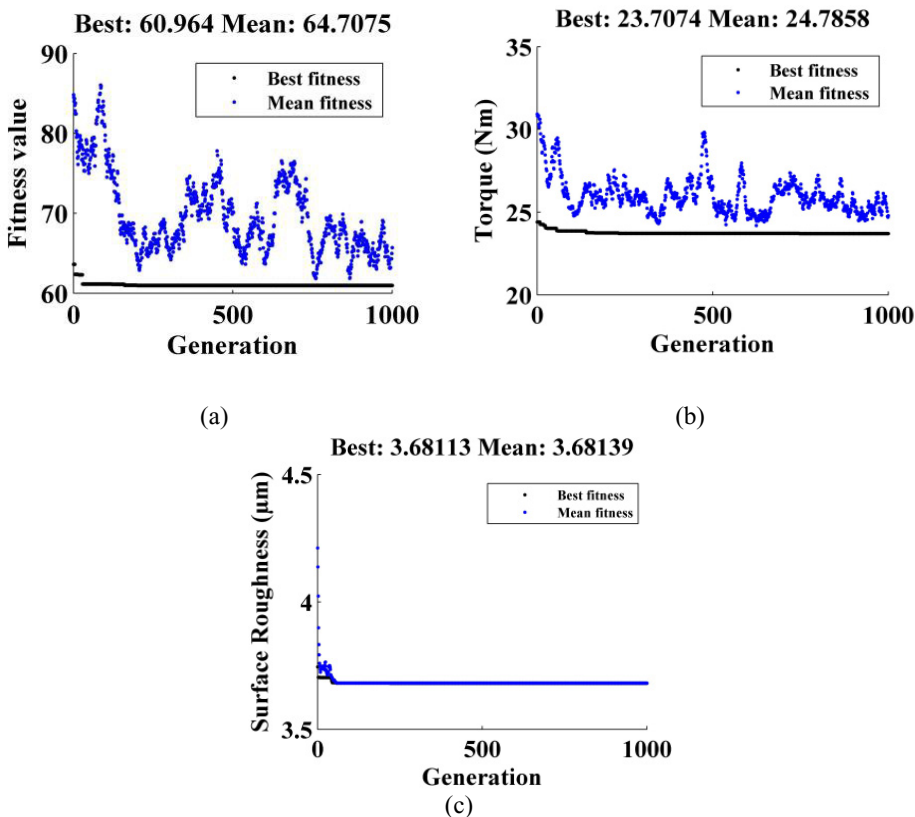 Best: 60.964 Mean: 64.7075
90
80
70
60
Fitness value
Best fitness
Mean fitness
0 500 1000
Generation
(a)
Best: 23.7074 Mean: 24.7858
35
30
25
20
Torque (Nm)
Best fitness
Mean fitness
0 500 1000
Generation
(b)
Best: 3.68113 Mean: 3.68139
4.5
4
3.5
Surface Roughness (μm)
Best fitness
Mean fitness
0 500 1000
Generation
(c)